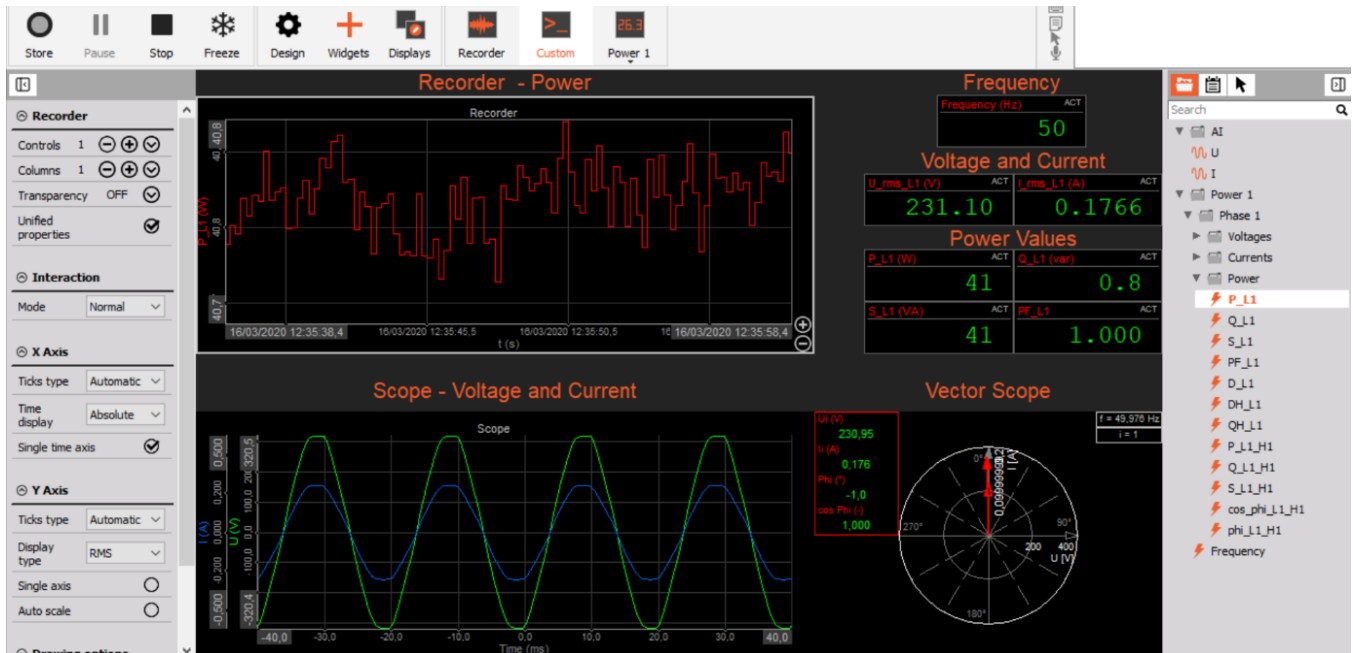 Store Pause Stop Freeze Design Widgets Displays Recorder Custom Power 1
26.3
Recorder
Controls 1
Columns 1
Transparency OFF
Unified
properties
Interaction
Mode Normal
X Axis
Ticks type Automatic
Time
display Absolute
Single time axis
Y Axis
Ticks type Automatic
Display
type RMS
Single axis
Auto scale
Drawing options
Recorder - Power
Recorder
P_L1 (W)
40,8
40,8
40,7
16/03/2020 12:35:38,4 16/03/2020 12:35:45,5 16/03/2020 12:35:50,5 16/03/2020 12:35:58,4
t (s)
Frequency
Frequency (Hz) ACT
50
Voltage and Current
U_rms_L1 (V) ACT I_rms_L1 (A) ACT
231.10 0.1766
Power Values
P_L1 (W) ACT Q_L1 (var) ACT
41 0.8
S_L1 (VA) ACT PF_L1 ACT
41 1.000
Scope - Voltage and Current
Scope
I (A)
0,500 0,200 0,000 -0,200 -0,500
U (V)
320,5 200 100,0 0,0 -100,0 -320,4
-40,0 -30,0 -20,0 -10,0 0,0 10,0 20,0 30,0 40,0
Time (ms)
Vector Scope
Ui (V)
230,95
Ii (A)
0,176
Phi (°)
-1,0
cos Phi (-)
1,000
f = 49,976 Hz
i = 1
0°
90°
180°
270°
I [A]
200 400
U [V]
Search
AI
U
I
Power 1
Phase 1
Voltages
Currents
Power
P_L1
Q_L1
S_L1
PF_L1
D_L1
DH_L1
QH_L1
P_L1_H1
Q_L1_H1
S_L1_H1
cos_phi_L1_H1
phi_L1_H1
Frequency